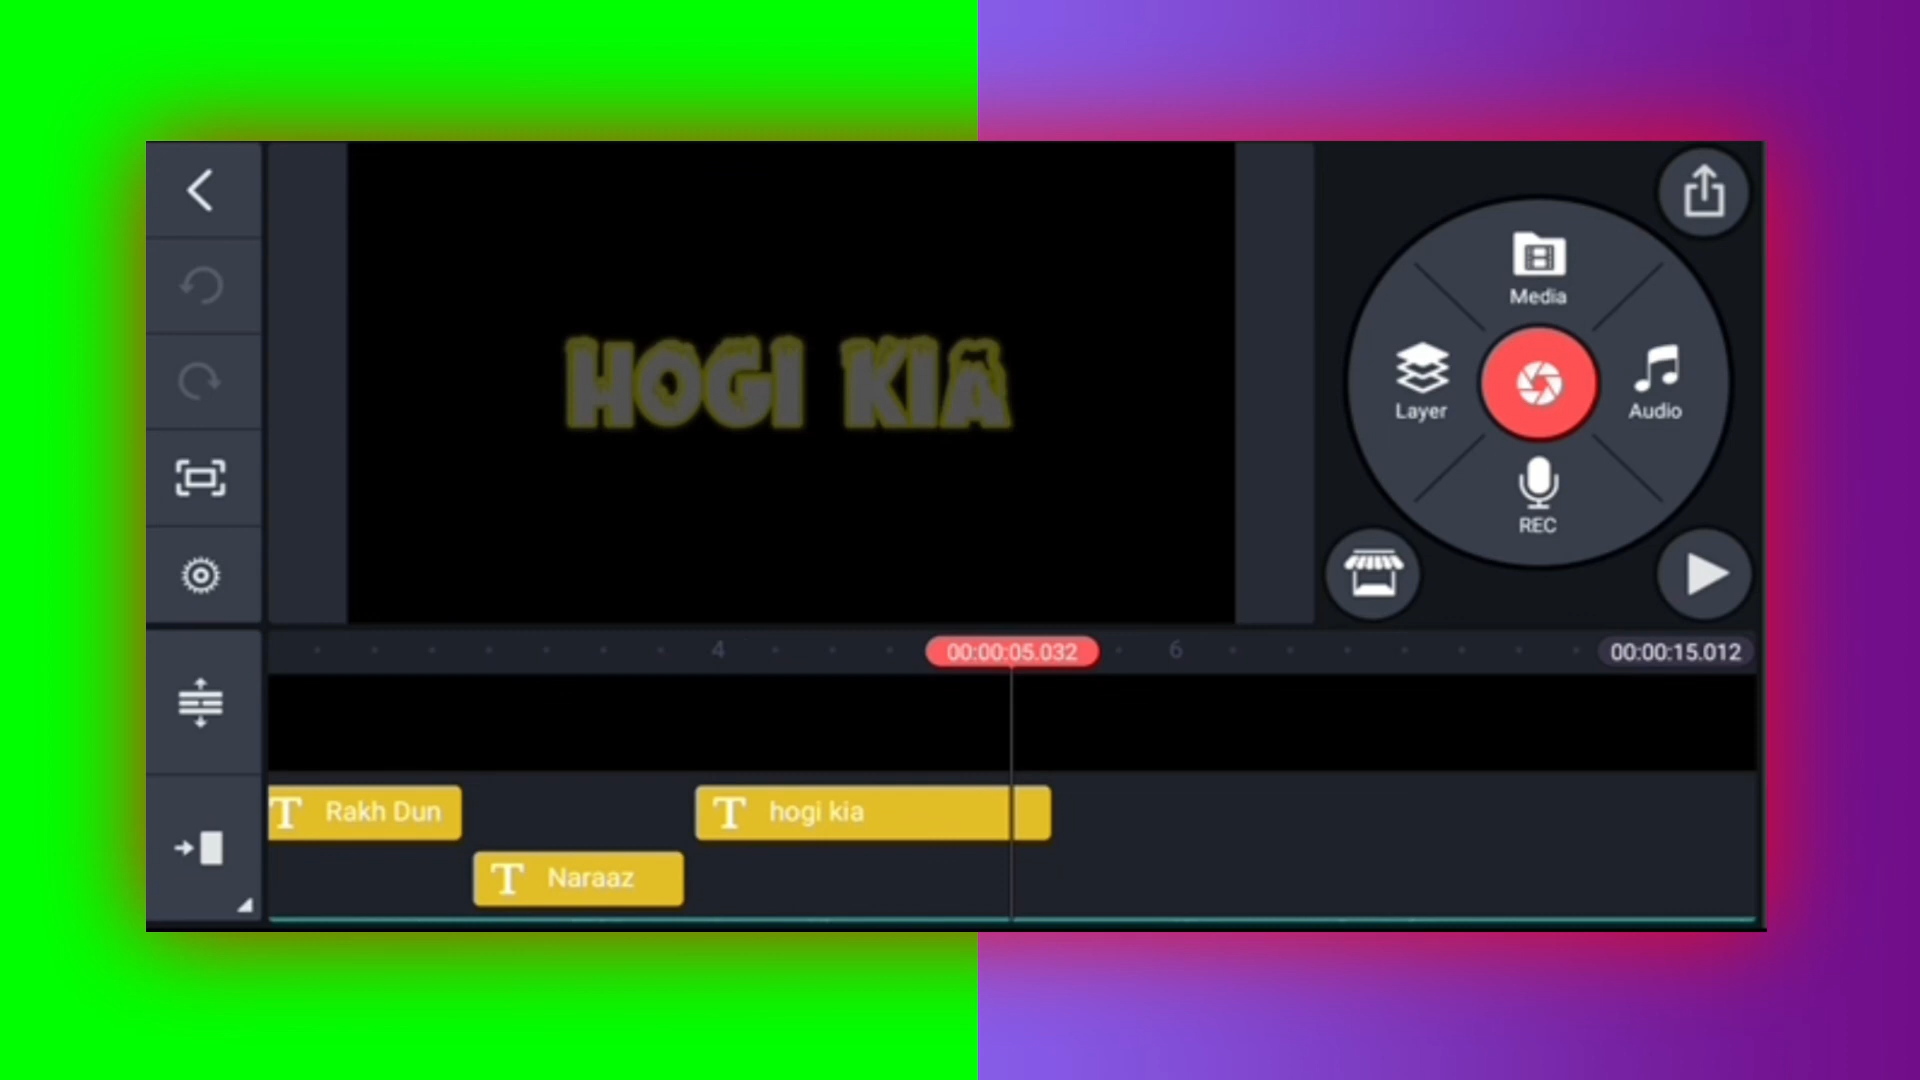 HOGI KIA
Media
Layer
Audio
REC
4
00:00:05.032
6
00:00:15.012
T Rakh Dun
T hogi kia
T Naraaz